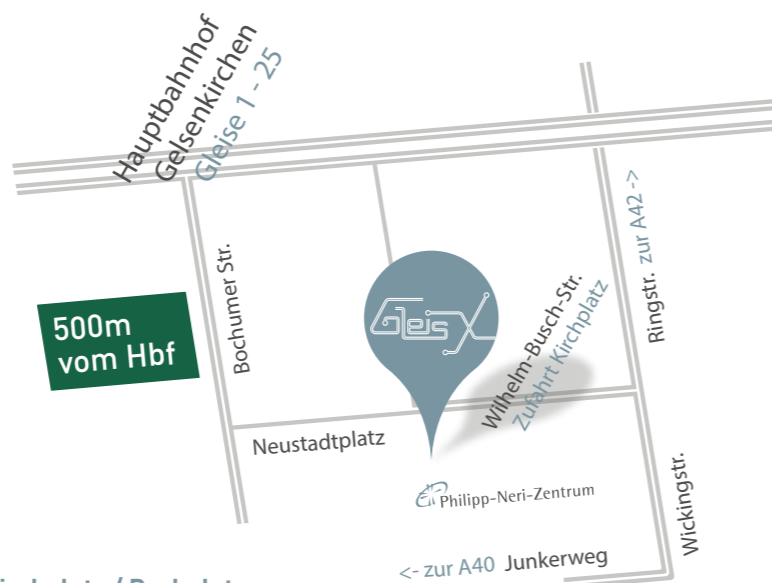 Hauptbahnhof
Gelsenkirchen
Gleise 1 - 25
zur A42 ->
Ringstr.
Bochumer Str.
500m
vom Hbf
GleisX
Wilhelm-Busch-Str.
Zufahrt Kirchplatz
Neustadtplatz
Philipp-Neri-Zentrum
Wickingstr.
<- zur A40 Junkerweg